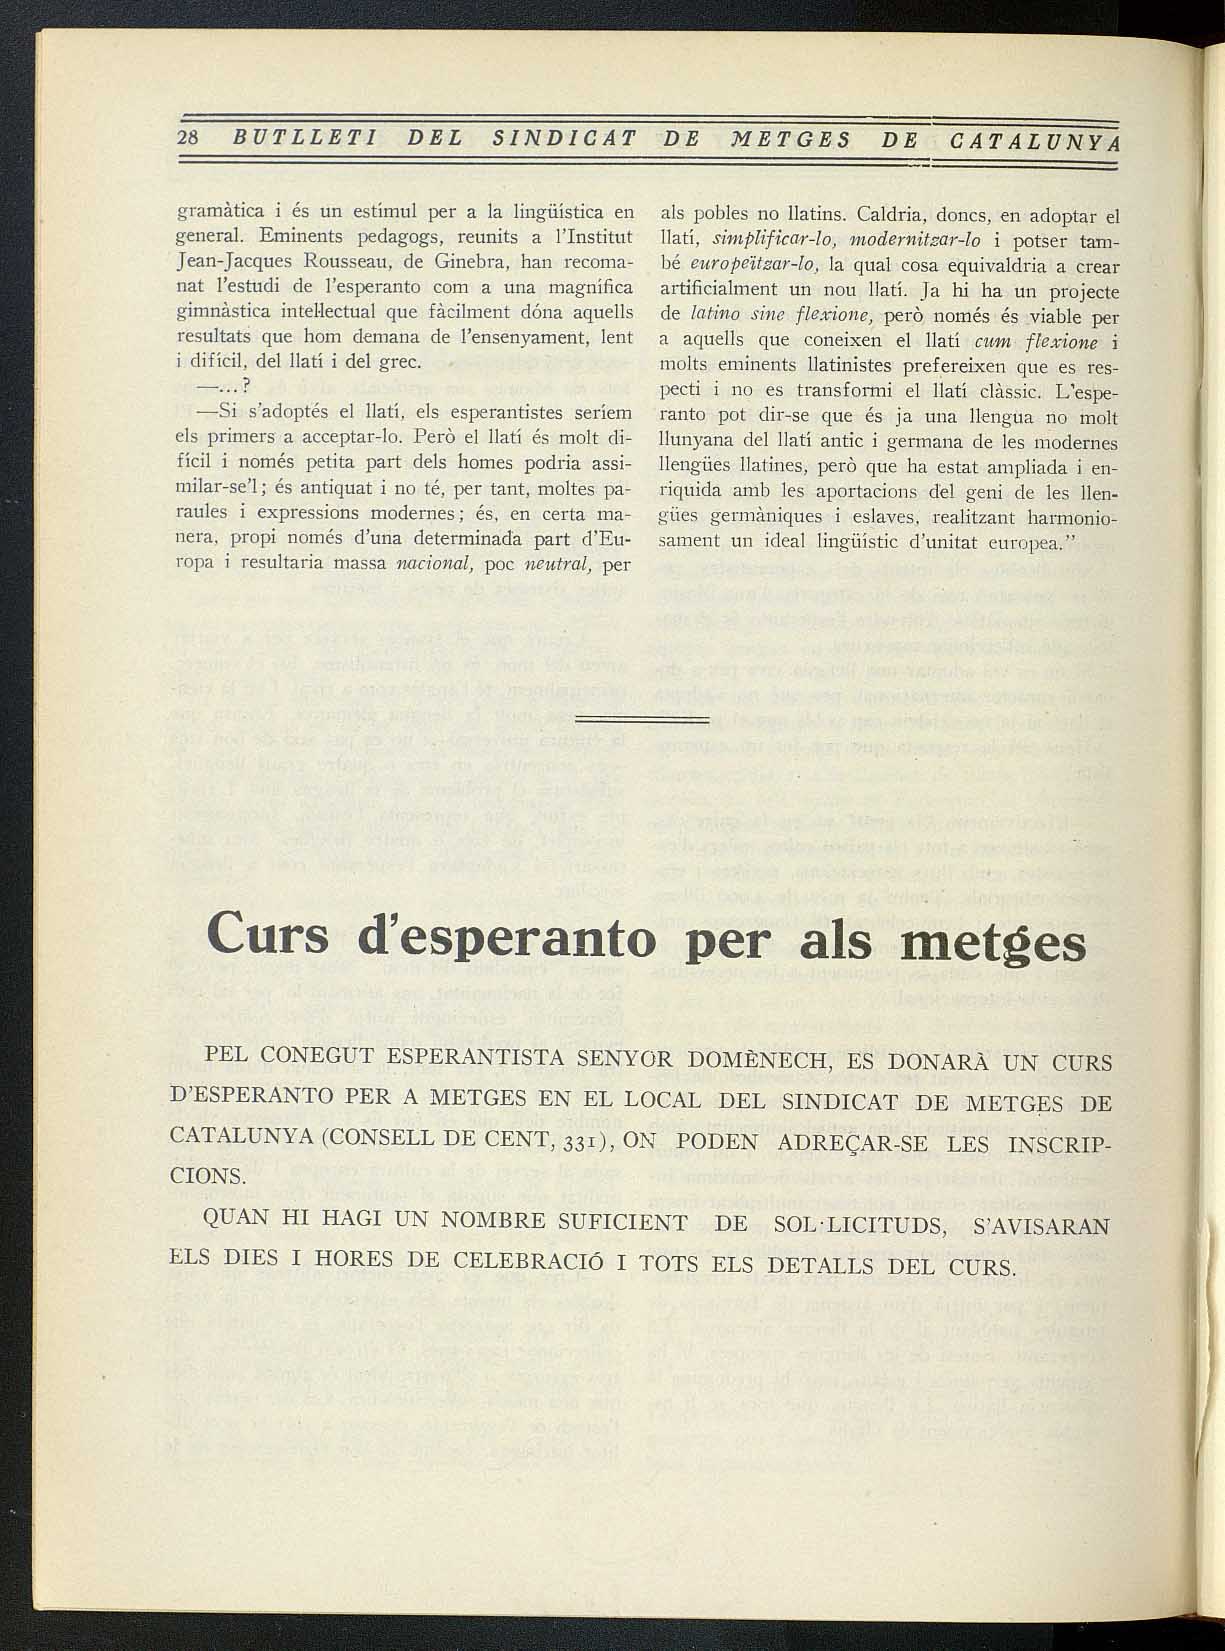 28 BUTLLETI DEL SINDICAT DE METGES DE CATALUNYA
gramàtica i és un estímul per a la lingüística en
general. Eminents pedagogs, reunits a l'Institut
Jean-Jacques Rousseau, de Ginebra, han recoma-
nat l'estudi de l'esperanto com a una magnífica
gimnàstica intel·lectual que fàcilment dóna aquells
resultats que hom demana de l'ensenyament, lent
i difícil, del llatí i del grec.
—...?
—Si s'adoptés el llatí, els esperantistes seríem
els primers a acceptar-lo. Però el llatí és molt di-
fícil i només petita part dels homes podria assi-
milar-se'l; és antiquat i no té, per tant, moltes pa-
raules i expressions modernes; és, en certa ma-
nera, propi només d'una determinada part d'Eu-
ropa i resultaria massa nacional, poc neutral, per
als pobles no llatins. Caldria, doncs, en adoptar el
llatí, simplificar-lo, modernitzar-lo i potser tam-
bé europeïtzar-lo, la qual cosa equivaldria a crear
artificialment un nou llatí. Ja hi ha un projecte
de latino sine flexione, però només és viable per
a aquells que coneixen el llatí cum flexione i
molts eminents llatinistes prefereixen que es res-
pecti i no es transformi el llatí clàssic. L'espe-
ranto pot dir-se que és ja una llengua no molt
llunyana del llatí antic i germana de les modernes
llengües llatines, però que ha estat ampliada i en-
riquida amb les aportacions del geni de les llen-
gües germàniques i eslaves, realitzant harmonio-
sament un ideal lingüístic d'unitat europea."
Curs d'esperanto per als metges
PEL CONEGUT ESPERANTISTA SENYOR DOMÈNECH, ES DONARÀ UN CURS
D'ESPERANTO PER A METGES EN EL LOCAL DEL SINDICAT DE METGES DE
CATALUNYA (CONSELL DE CENT, 331), ON PODEN ADREÇAR-SE LES INSCRIP-
CIONS.
QUAN HI HAGI UN NOMBRE SUFICIENT DE SOL·LICITUDS, S'AVISARAN
ELS DIES I HORES DE CELEBRACIÓ I TOTS ELS DETALLS DEL CURS.